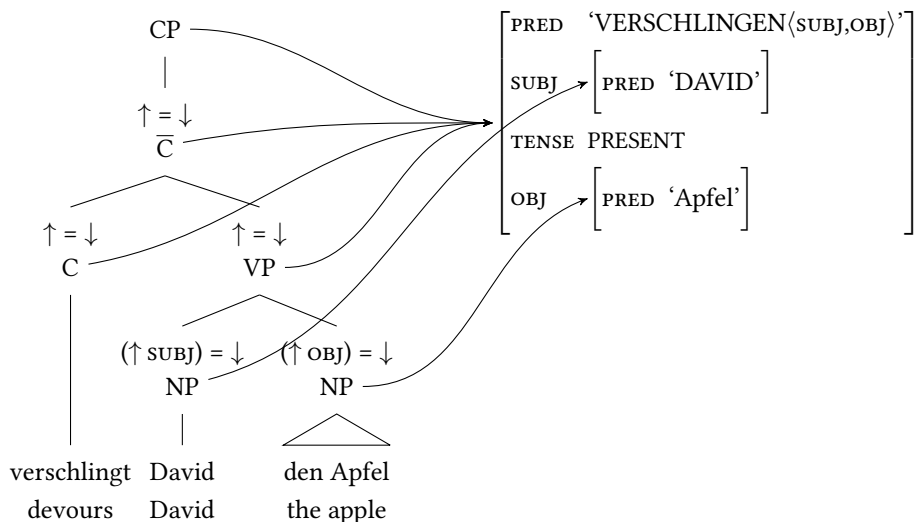 CP
PRED ‘VERSCHLINGEN⟨SUBJ,OBJ⟩’
SUBJ PRED ‘DAVID’
↑ = ↓
C̅
TENSE PRESENT
OBJ PRED ‘Apfel’
↑ = ↓ ↑ = ↓
C VP
(↑ SUBJ) = ↓ (↑ OBJ) = ↓
NP NP
verschlingt David den Apfel
devours David the apple